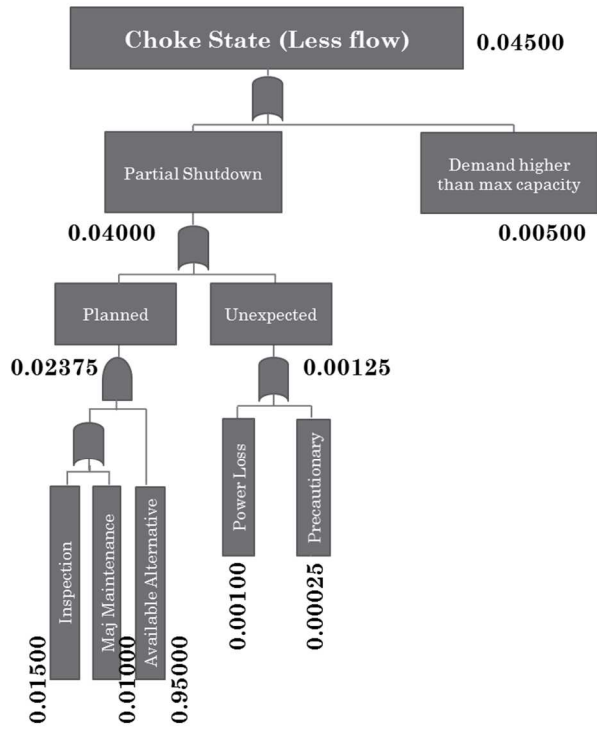 Choke State (Less flow)
0.04500
Partial Shutdown
Demand higher
than max capacity
0.04000
0.00500
Planned
Unexpected
0.02375
0.00125
Power Loss
Precautionary
Inspection
Maj Maintenance
Available Alternative
0.00100
0.00025
0.01500
0.01000
0.95000